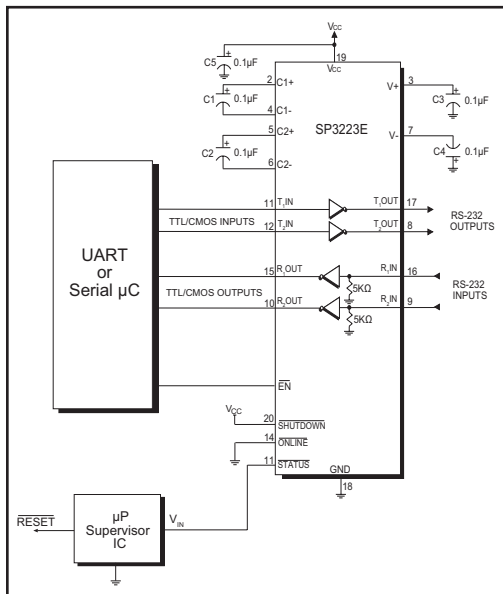 VCC
C5 + 0.1µF
19
VCC
2 C1+
C1 + 0.1µF
4 C1-
5 C2+
C2 + 0.1µF
6 C2-
SP3223E
V+ 3
C3 + 0.1µF
V- 7
C4 + 0.1µF
UART
or
Serial µC
TTL/CMOS INPUTS
11 T1IN
T1OUT 17
12 T2IN
T2OUT 8
RS-232
OUTPUTS
TTL/CMOS OUTPUTS
15 R1OUT
R1IN 16
5KΩ
10 R2OUT
R2IN 9
5KΩ
RS-232
INPUTS
EN
VCC
20 SHUTDOWN
14 ONLINE
11 STATUS
GND
18
RESET
µP
Supervisor
IC
VIN